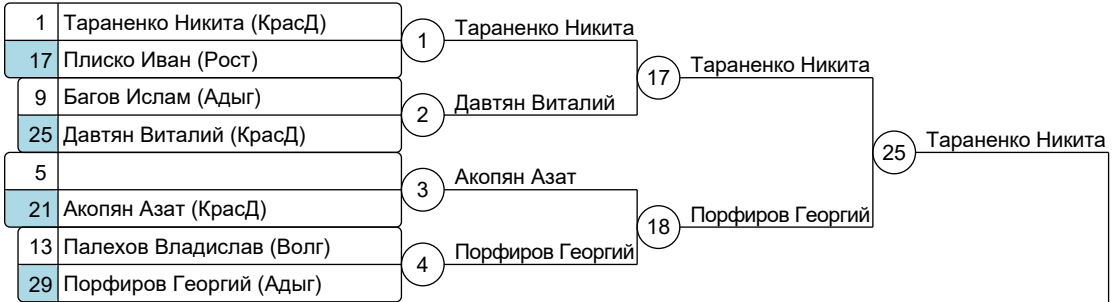 1 Тараненко Никита (КрасД)
17 Плиско Иван (Рост)
9 Багов Ислам (Адыг)
25 Давтян Виталий (КрасД)
5
21 Акопян Азат (КрасД)
13 Палехов Владислав (Волг)
29 Порфиров Георгий (Адыг)
1 Тараненко Никита
2 Давтян Виталий
3 Акопян Азат
4 Порфиров Георгий
17 Тараненко Никита
18 Порфиров Георгий
25 Тараненко Никита